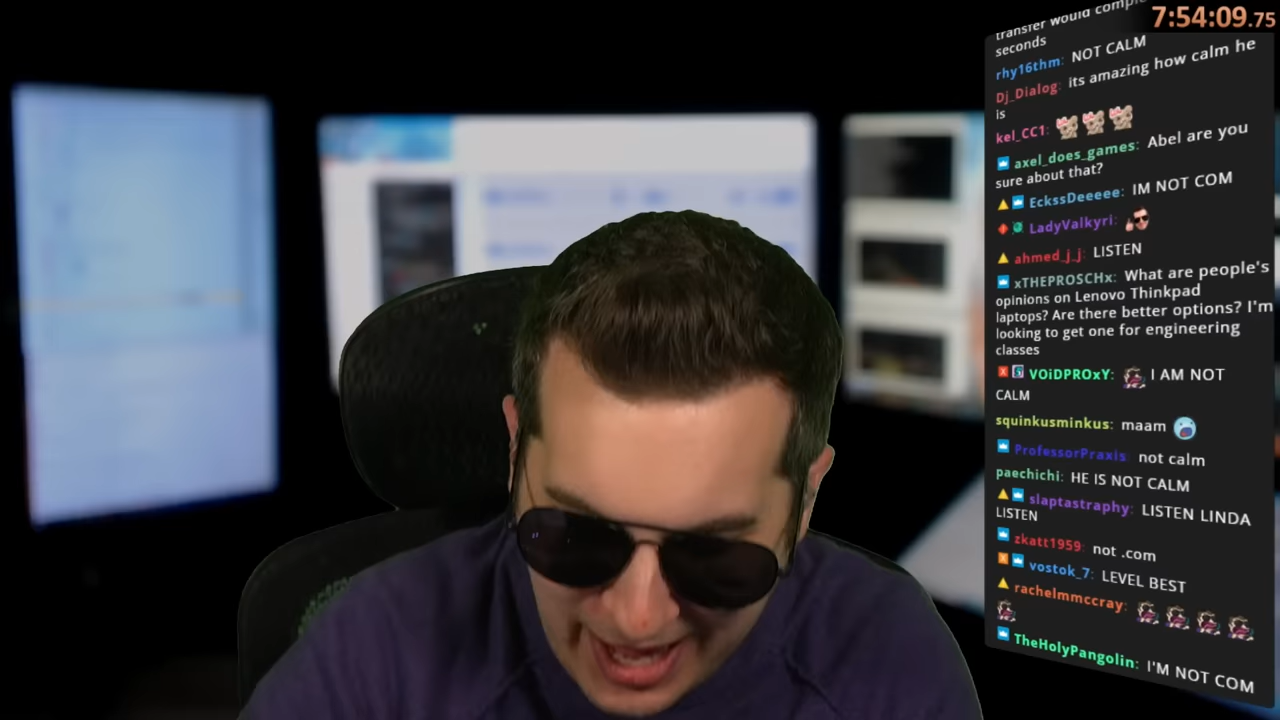 7:54:09.75
transfer would comple
seconds
rhy16thm: NOT CALM
Dj_Dialog: its amazing how calm he
is
kel_CC1:
axel_does_games: Abel are you
sure about that?
EckssDeeeee: IM NOT COM
LadyValkyri:
ahmed_j_j: LISTEN
xTHEPROSCHx: What are people's
opinions on Lenovo Thinkpad
laptops? Are there better options? I'm
looking to get one for engineering
classes
VOiDPROxY: I AM NOT
CALM
squinkusminkus: maam
ProfessorPraxis: not calm
paechichi: HE IS NOT CALM
slaptastraphy: LISTEN LINDA
LISTEN
zkatt1959: not .com
vostok_7: LEVEL BEST
rachelmmccray:
TheHolyPangolin: I'M NOT COM